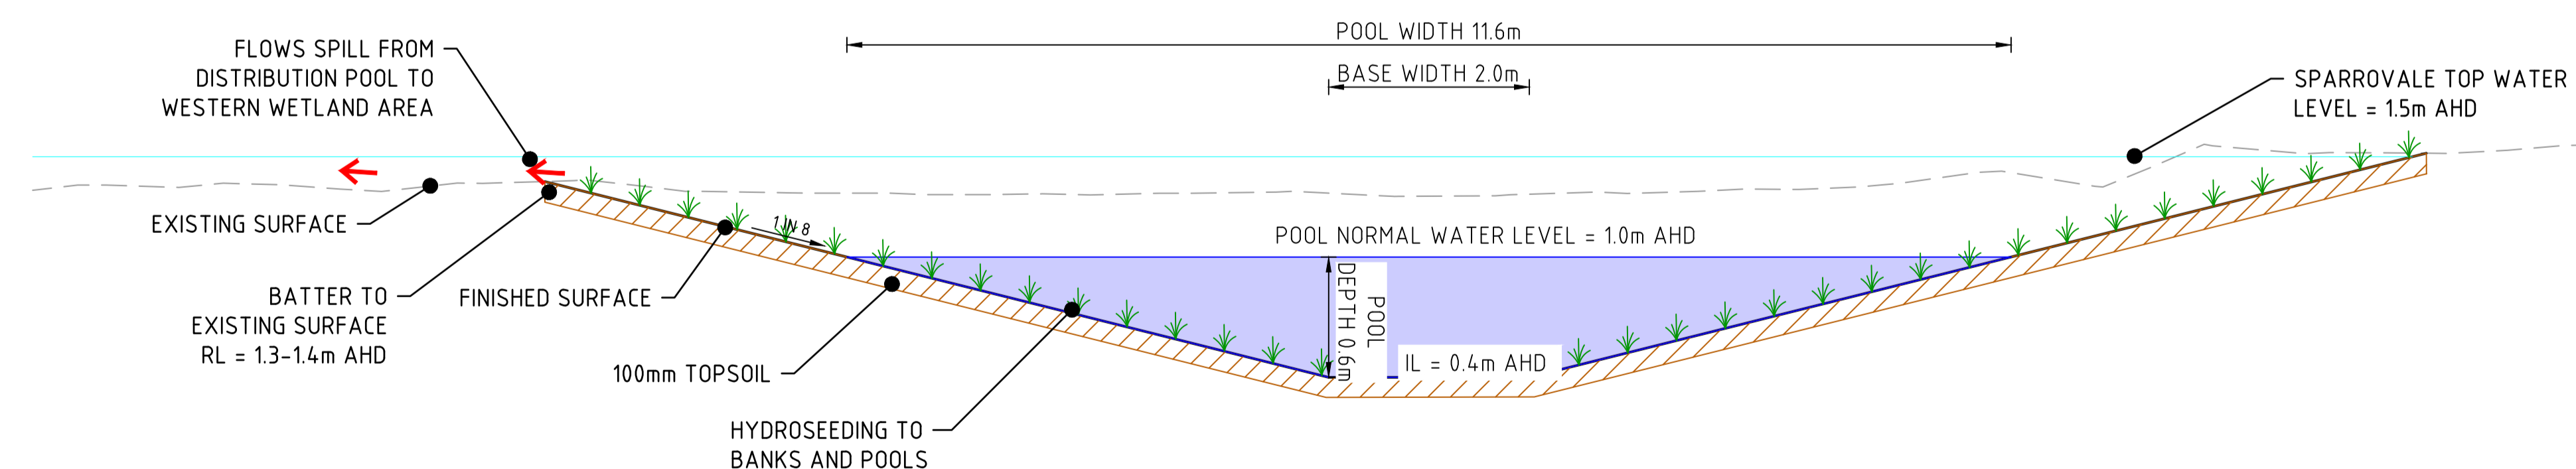 POOL WIDTH 11.6m
BASE WIDTH 2.0m
FLOWS SPILL FROM
DISTRIBUTION POOL TO
WESTERN WETLAND AREA
SPARROVALE TOP WATER
LEVEL = 1.5m AHD
EXISTING SURFACE
1 IN 8
POOL NORMAL WATER LEVEL = 1.0m AHD
BATTER TO
EXISTING SURFACE
RL = 1.3-1.4m AHD
FINISHED SURFACE
POOL
DEPTH 0.6m
IL = 0.4m AHD
100mm TOPSOIL
HYDROSEEDING TO
BANKS AND POOLS